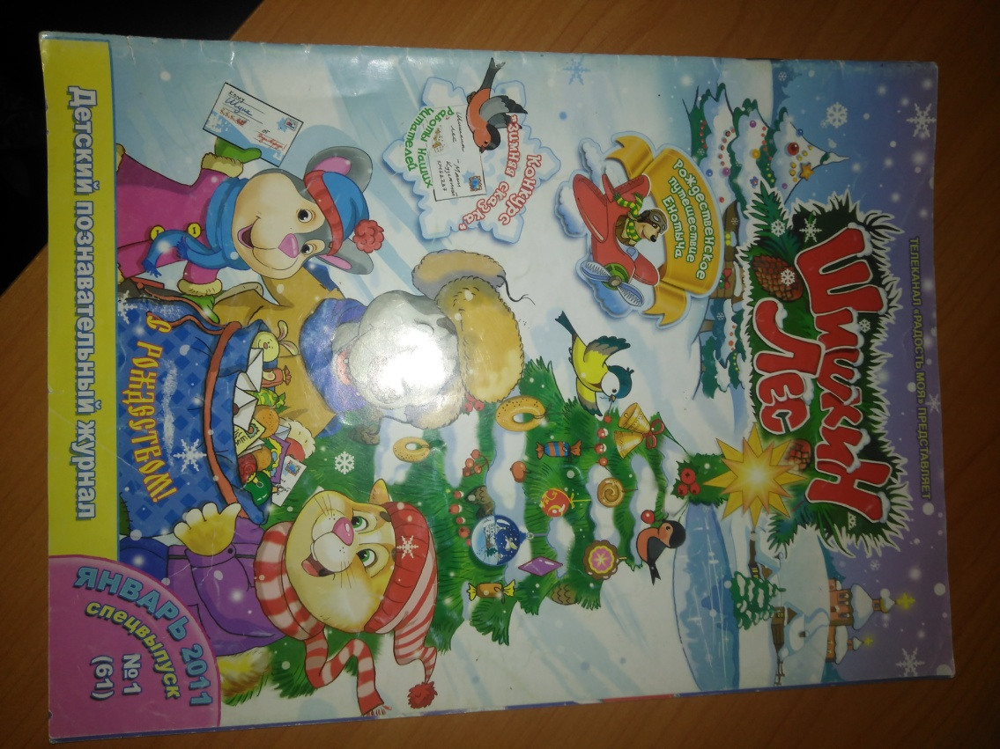 ТЕЛЕКАНАЛ «РАДОСТЬ МОЯ» ПРЕДСТАВЛЯЕТ
ШИШКИН
ЛЕС
Рождественское
путешествие
Енотыча
Конкурс
"Зимняя сказка"
Работы наших
читателей
С РОЖДЕСТВОМ!
Детский познавательный журнал
ЯНВАРЬ 2011
спецвыпуск
№1
(61)